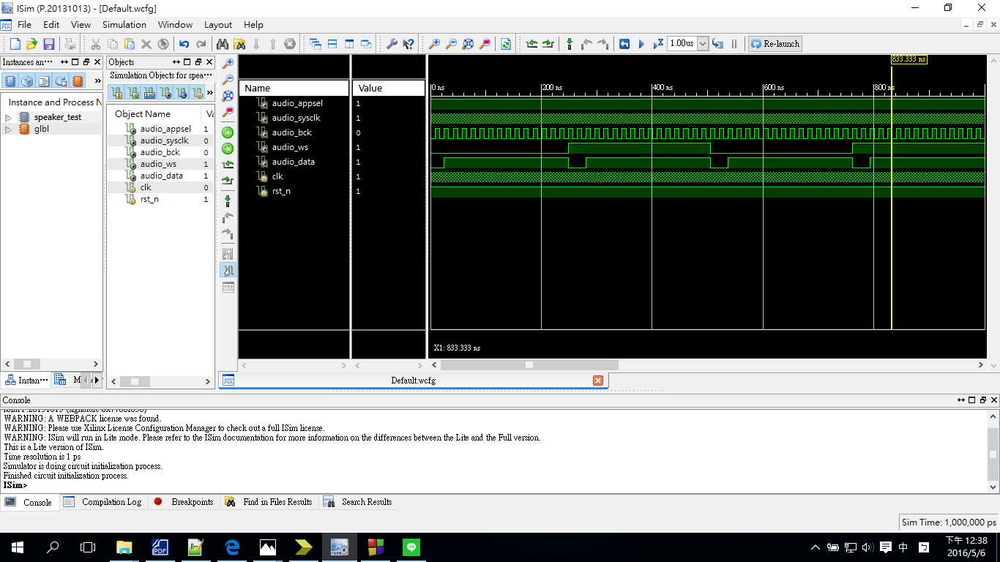 ISim (P.20131013) - [Default.wcfg]
File Edit View Simulation Window Layout Help
1.00us
Re-launch
Instances an···
Objects
Simulation Objects for spea···
Instance and Process N
speaker_test
glbl
Object Name
audio_appsel 1
audio_sysclk 0
audio_bck 0
audio_ws 1
audio_data 1
clk 0
rst_n 1
Name Value
audio_appsel 1
audio_sysclk 1
audio_bck 0
audio_ws 1
audio_data 1
clk 1
rst_n 1
833.333 ns
0 ns 200 ns 400 ns 600 ns 800 ns
X1: 833.333 ns
Instan···
Default.wcfg
Console
WARNING: A WEBPACK license was found.
WARNING: Please use Xilinx License Configuration Manager to check out a full ISim license.
WARNING: ISim will run in Lite mode. Please refer to the ISim documentation for more information on the differences between the Lite and the Full version.
This is a Lite version of ISim.
Time resolution is 1 ps
Simulator is doing circuit initialization process.
Finished circuit initialization process.
ISim>
Console Compilation Log Breakpoints Find in Files Results Search Results
Sim Time: 1,000,000 ps
PDF
ISIM
中
下午 12:38
2016/5/6